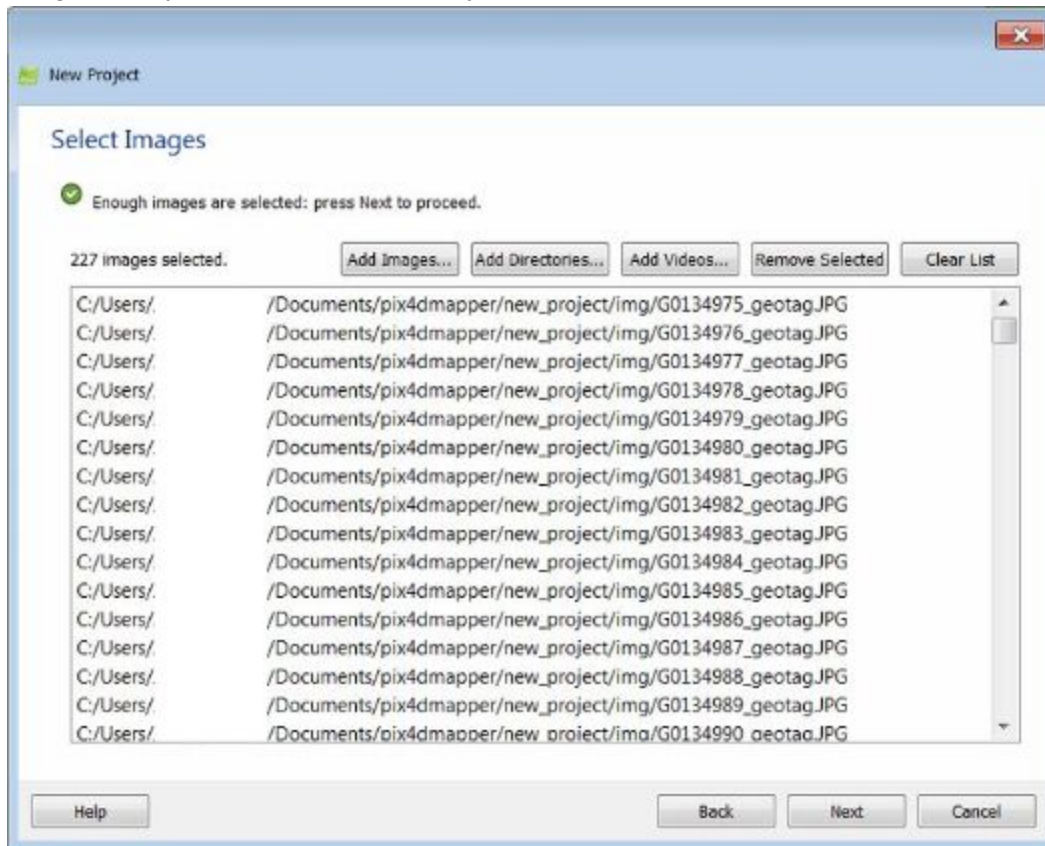 New Project
Select Images
Enough images are selected: press Next to proceed.
227 images selected. Add Images... Add Directories... Add Videos... Remove Selected Clear List
C:/Users/. /Documents/pix4dmapper/new_project/img/G0134975_geotag.JPG
C:/Users/. /Documents/pix4dmapper/new_project/img/G0134976_geotag.JPG
C:/Users/. /Documents/pix4dmapper/new_project/img/G0134977_geotag.JPG
C:/Users/. /Documents/pix4dmapper/new_project/img/G0134978_geotag.JPG
C:/Users/. /Documents/pix4dmapper/new_project/img/G0134979_geotag.JPG
C:/Users/. /Documents/pix4dmapper/new_project/img/G0134980_geotag.JPG
C:/Users/. /Documents/pix4dmapper/new_project/img/G0134981_geotag.JPG
C:/Users/. /Documents/pix4dmapper/new_project/img/G0134982_geotag.JPG
C:/Users/. /Documents/pix4dmapper/new_project/img/G0134983_geotag.JPG
C:/Users/. /Documents/pix4dmapper/new_project/img/G0134984_geotag.JPG
C:/Users/. /Documents/pix4dmapper/new_project/img/G0134985_geotag.JPG
C:/Users/. /Documents/pix4dmapper/new_project/img/G0134986_geotag.JPG
C:/Users/. /Documents/pix4dmapper/new_project/img/G0134987_geotag.JPG
C:/Users/. /Documents/pix4dmapper/new_project/img/G0134988_geotag.JPG
C:/Users/. /Documents/pix4dmapper/new_project/img/G0134989_geotag.JPG
C:/Users/. /Documents/pix4dmapper/new_project/img/G0134990_geotag.JPG
Help Back Next Cancel